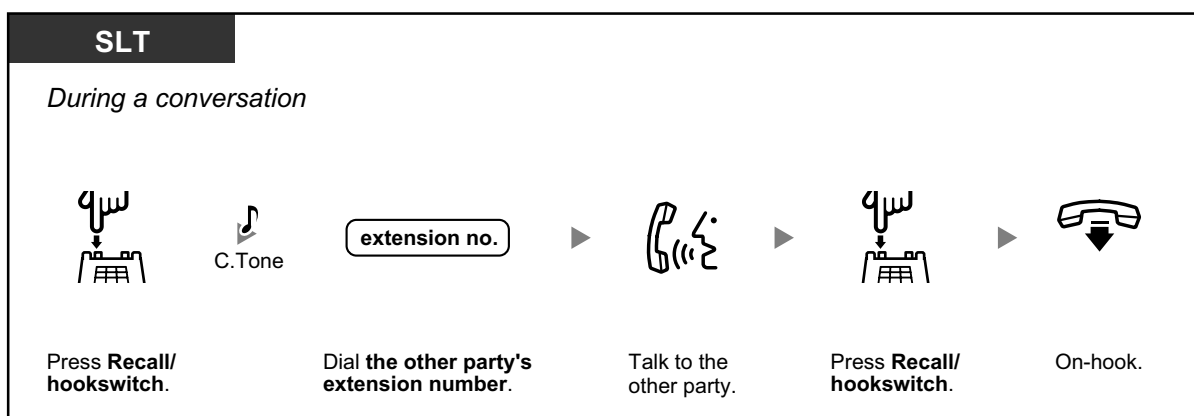 SLT
During a conversation
C.Tone
extension no.
Press Recall/
hookswitch.
Dial the other party's
extension number.
Talk to the
other party.
Press Recall/
hookswitch.
On-hook.